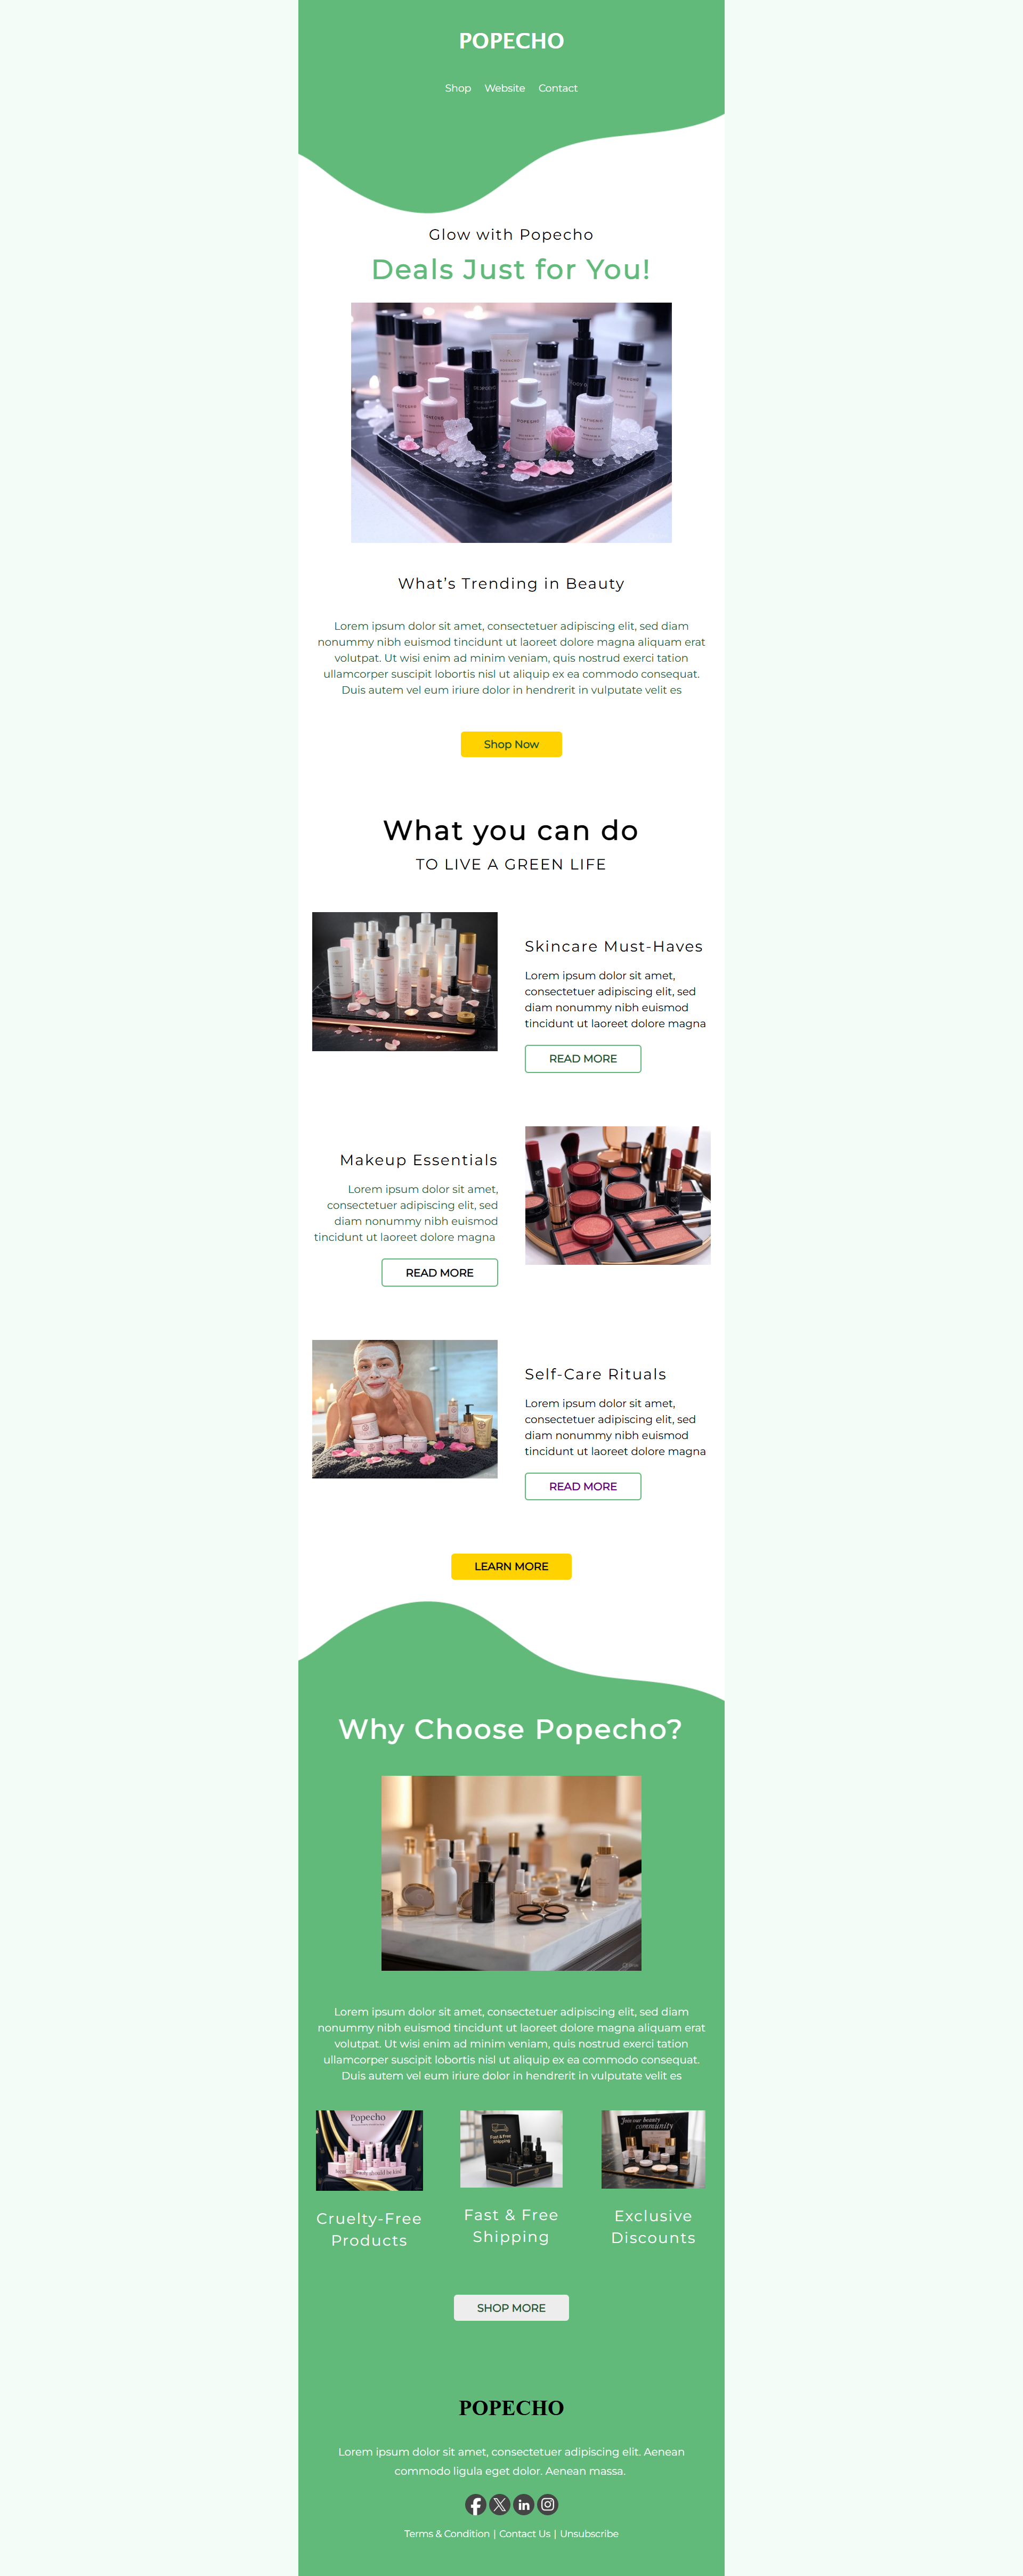 POPECHO
Shop Website Contact
Glow with Popecho
Deals Just for You!
POPECHO
What's Trending in Beauty
Lorem ipsum dolor sit amet, consectetuer adipiscing elit, sed diam
nonummy nibh euismod tincidunt ut laoreet dolore magna aliquam erat
volutpat. Ut wisi enim ad minim veniam, quis nostrud exerci tation
ullamcorper suscipit lobortis nisl ut aliquip ex ea commodo consequat.
Duis autem vel eum iriure dolor in hendrerit in vulputate velit es
Shop Now
What you can do
TO LIVE A GREEN LIFE
Skincare Must-Haves
Lorem ipsum dolor sit amet,
consectetuer adipiscing elit, sed
diam nonummy nibh euismod
tincidunt ut laoreet dolore magna
READ MORE
Makeup Essentials
Lorem ipsum dolor sit amet,
consectetuer adipiscing elit, sed
diam nonummy nibh euismod
tincidunt ut laoreet dolore magna
READ MORE
Self-Care Rituals
Lorem ipsum dolor sit amet,
consectetuer adipiscing elit, sed
diam nonummy nibh euismod
tincidunt ut laoreet dolore magna
READ MORE
LEARN MORE
Why Choose Popecho?
Lorem ipsum dolor sit amet, consectetuer adipiscing elit, sed diam
nonummy nibh euismod tincidunt ut laoreet dolore magna aliquam erat
volutpat. Ut wisi enim ad minim veniam, quis nostrud exerci tation
ullamcorper suscipit lobortis nisl ut aliquip ex ea commodo consequat.
Duis autem vel eum iriure dolor in hendrerit in vulputate velit es
Popecho
Fast & Free
Shipping
Join our beauty
community
Cruelty-Free
Products
Fast & Free
Shipping
Exclusive
Discounts
SHOP MORE
POPECHO
Lorem ipsum dolor sit amet, consectetuer adipiscing elit. Aenean
commodo ligula eget dolor. Aenean massa.
Terms & Condition | Contact Us | Unsubscribe